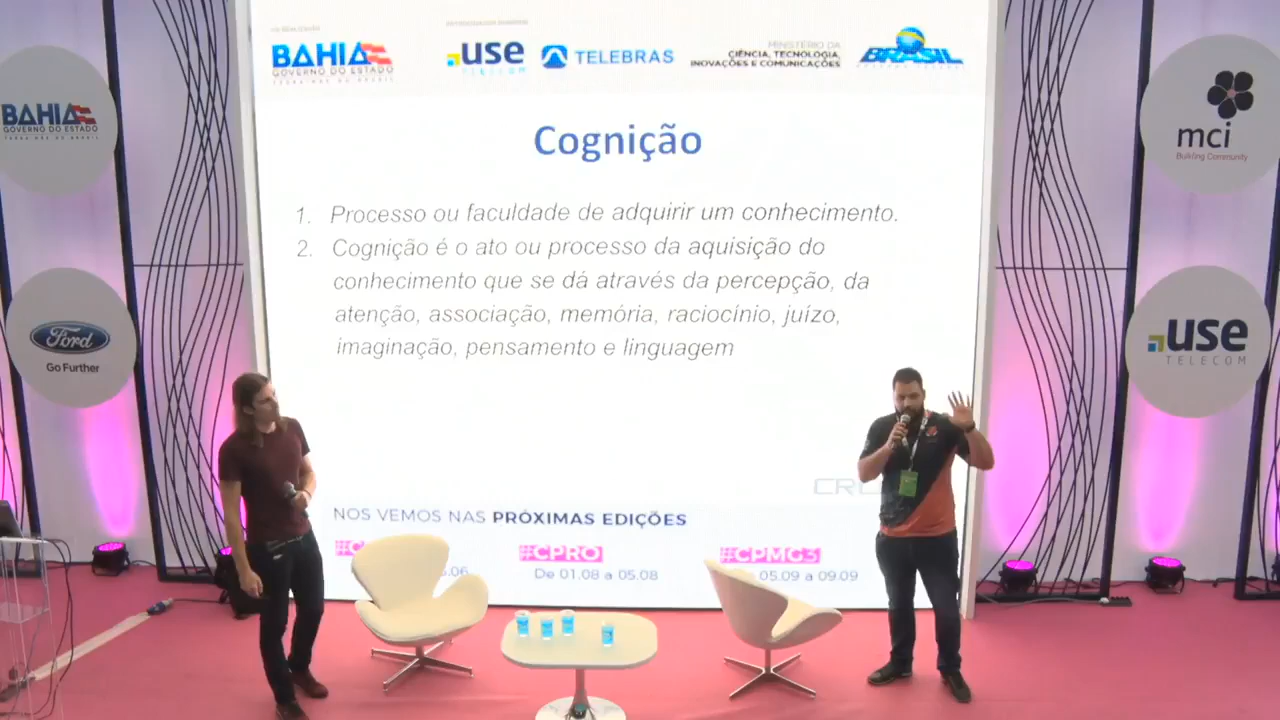 BAHIA
GOVERNO DO ESTADO
USE
TELECOM
TELEBRAS
MINISTÉRIO DA
CIÊNCIA, TECNOLOGIA,
INOVAÇÕES E COMUNICAÇÕES
BRASIL
Cognição
1. Processo ou faculdade de adquirir um conhecimento.
2. Cognição é o ato ou processo da aquisição do
conhecimento que se dá através da percepção, da
atenção, associação, memória, raciocínio, juízo,
imaginação, pensamento e linguagem
NOS VEMOS NAS PRÓXIMAS EDIÇÕES
#CPRO
De 01.08 a 05.08
#CPMG3
05.09 a 09.09
BAHIA
GOVERNO DO ESTADO
Ford
Go Further
mci
Building Community
USE
TELECOM